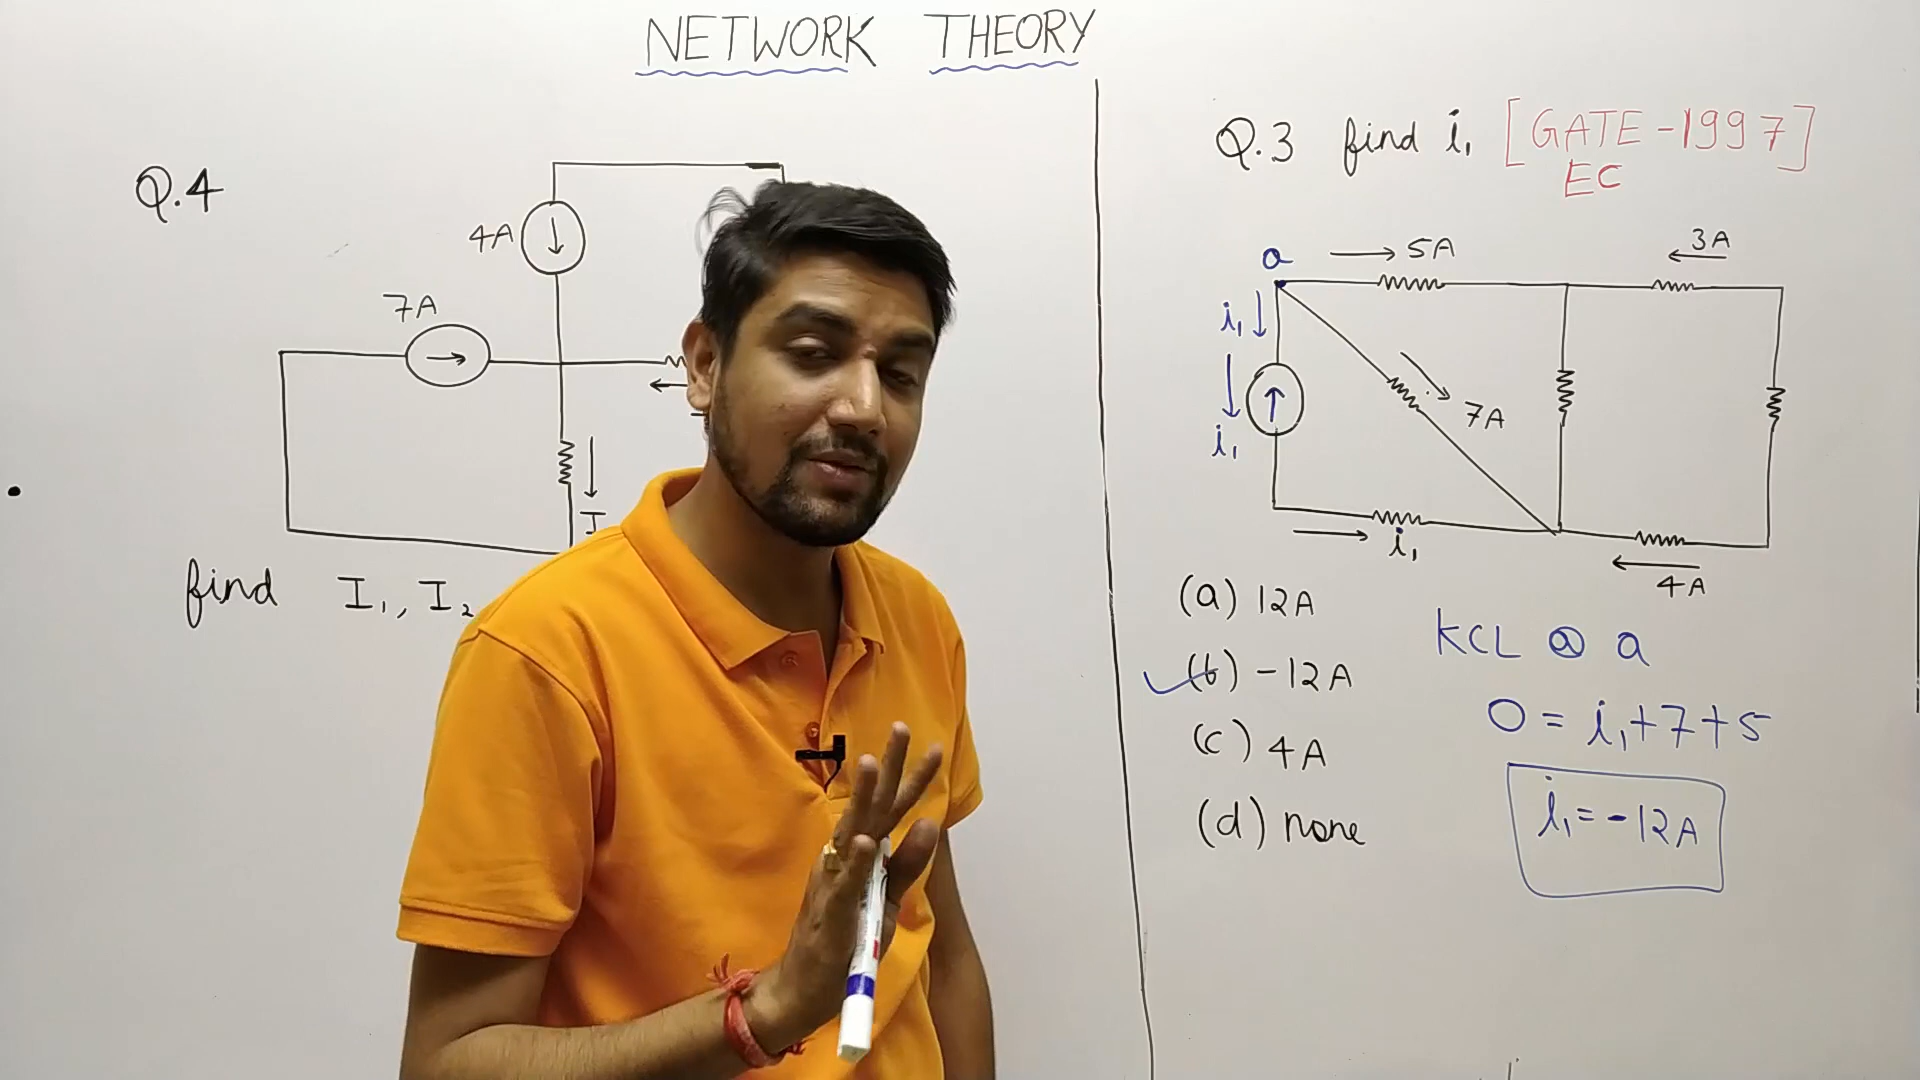 NETWORK THEORY
Q.4
4A
7A
I
find I₁, I₂
Q.3 find i₁ [GATE-1997]
EC
a
5A
3A
i₁
7A
i₁
i₁
4A
(a) 12A
(b) -12A
(c) 4A
(d) none
KCL @ a
0 = i₁+7+5
i₁=-12A